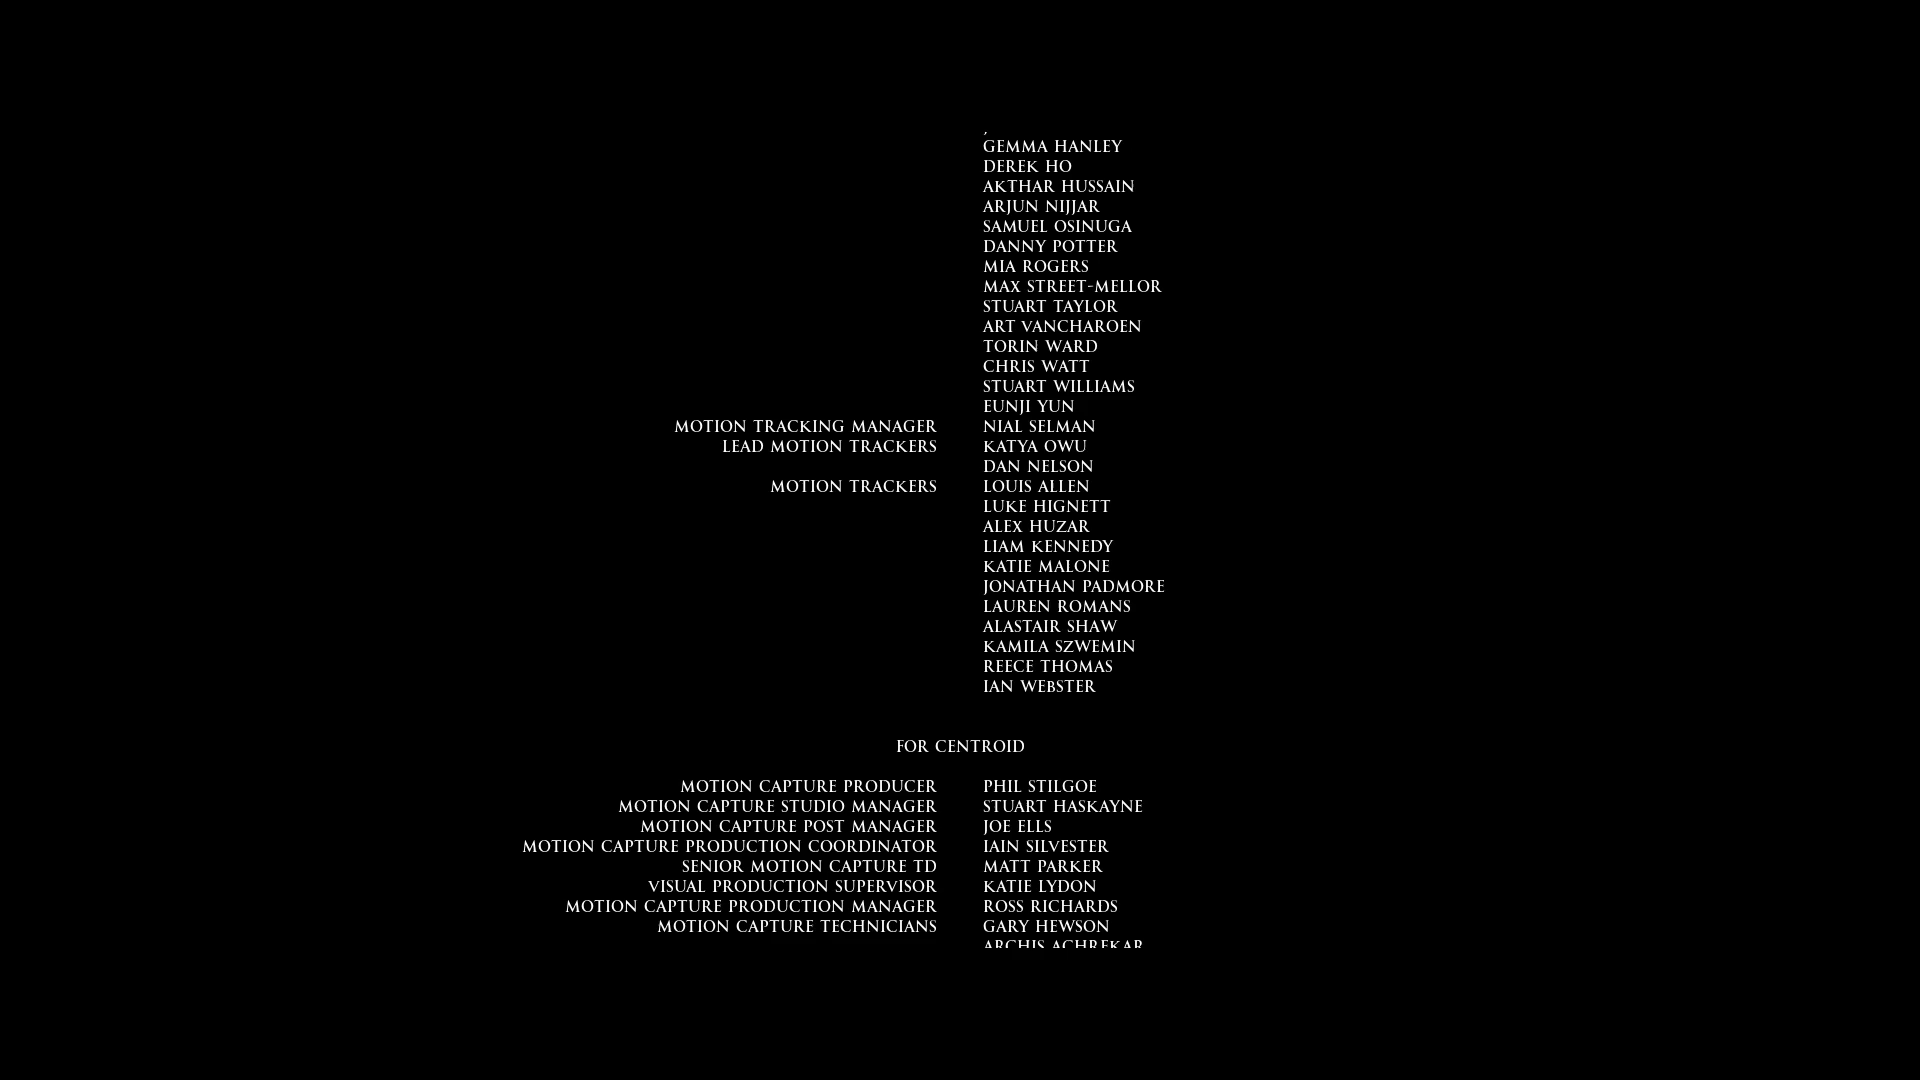 GEMMA HANLEY
DEREK HO
AKTHAR HUSSAIN
ARJUN NIJJAR
SAMUEL OSINUGA
DANNY POTTER
MIA ROGERS
MAX STREET-MELLOR
STUART TAYLOR
ART VANCHAROEN
TORIN WARD
CHRIS WATT
STUART WILLIAMS
EUNJI YUN
MOTION TRACKING MANAGER NIAL SELMAN
LEAD MOTION TRACKERS KATYA OWU
DAN NELSON
MOTION TRACKERS LOUIS ALLEN
LUKE HIGNETT
ALEX HUZAR
LIAM KENNEDY
KATIE MALONE
JONATHAN PADMORE
LAUREN ROMANS
ALASTAIR SHAW
KAMILA SZWEMIN
REECE THOMAS
IAN WEBSTER
FOR CENTROID
MOTION CAPTURE PRODUCER PHIL STILGOE
MOTION CAPTURE STUDIO MANAGER STUART HASKAYNE
MOTION CAPTURE POST MANAGER JOE ELLS
MOTION CAPTURE PRODUCTION COORDINATOR IAIN SILVESTER
SENIOR MOTION CAPTURE TD MATT PARKER
VISUAL PRODUCTION SUPERVISOR KATIE LYDON
MOTION CAPTURE PRODUCTION MANAGER ROSS RICHARDS
MOTION CAPTURE TECHNICIANS GARY HEWSON
ARCHIS ACHREKAR